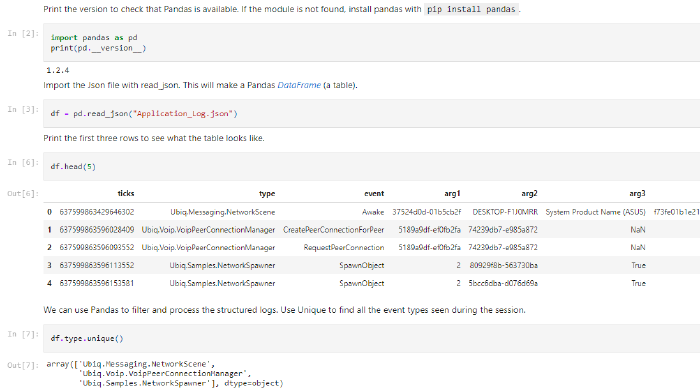 Print the version to check that Pandas is available. If the module is not found, install pandas with pip install pandas .
In [2]:
import pandas as pd
print(pd.__version__)
1.2.4
Import the Json file with read_json. This will make a Pandas DataFrame (a table).
In [3]:
df = pd.read_json("Application_Log.json")
Print the first three rows to see what the table looks like.
In [6]:
df.head(5)
Out[6]:
ticks type event arg1 arg2 arg3
0 637599863429646302 Ubiq.Messaging.NetworkScene Awake 37524d0d-01b5cb2f DESKTOP-F1J0MRR System Product Name (ASUS) f73fe01b1e21
1 637599863596028409 Ubiq.Voip.VoipPeerConnectionManager CreatePeerConnectionForPeer 5189a9df-ef0fb2fa 74239db7-e985a872 NaN
2 637599863596093552 Ubiq.Voip.VoipPeerConnectionManager RequestPeerConnection 5189a9df-ef0fb2fa 74239db7-e985a872 NaN
3 637599863596113552 Ubiq.Samples.NetworkSpawner SpawnObject 2 80929f8b-563730ba True
4 637599863596153581 Ubiq.Samples.NetworkSpawner SpawnObject 2 5bcc6dba-d076d69a True
We can use Pandas to filter and process the structured logs. Use Unique to find all the event types seen during the session.
In [7]:
df.type.unique()
Out[7]:
array(['Ubiq.Messaging.NetworkScene',
'Ubiq.Voip.VoipPeerConnectionManager',
'Ubiq.Samples.NetworkSpawner'], dtype=object)